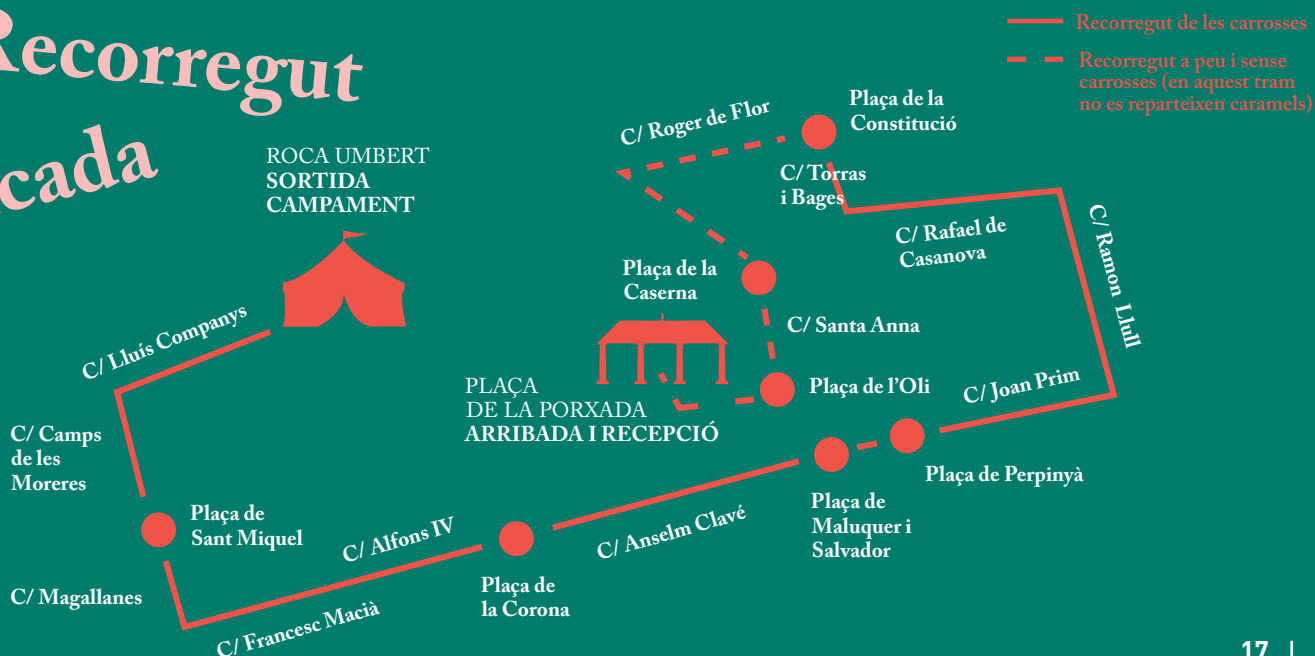 Recorregut
Recorregut de les carrosses
Recorregut a peu i sense
carrosses (en aquest tram
no es reparteixen caramels)
ROCA UMBERT
SORTIDA
CAMPAMENT
C/ Roger de Flor
Plaça de la
Constitució
C/ Torras
i Bages
C/ Rafael de
Casanova
C/ Ramon Llull
Plaça de la
Caserna
C/ Santa Anna
C/ Lluís Companys
PLAÇA
DE LA PORXADA
ARRIBADA I RECEPCIÓ
Plaça de l’Oli
C/ Joan Prim
C/ Camps
de les
Moreres
Plaça de Perpinyà
Plaça de
Sant Miquel
C/ Alfons IV
C/ Anselm Clavé
Plaça de
Maluquer i
Salvador
C/ Magallanes
Plaça de
la Corona
C/ Francesc Macià
17